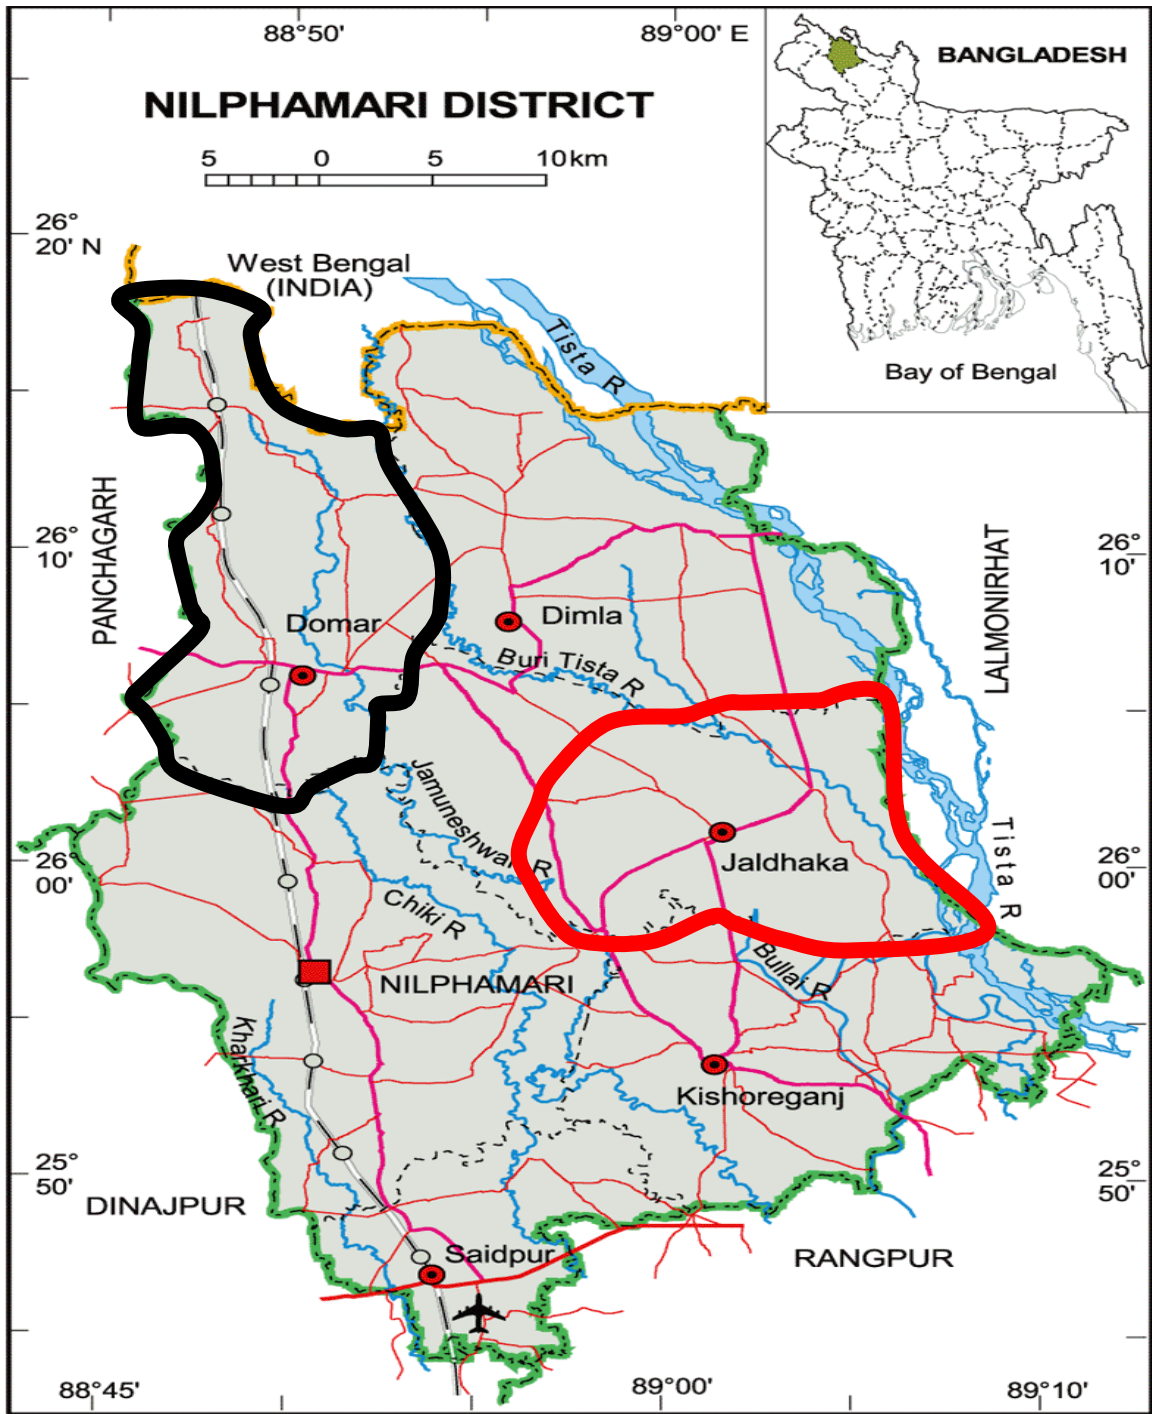 88°50'
89°00' E
BANGLADESH
NILPHAMARI DISTRICT
5 0 5 10 km
26°
20' N
West Bengal
(INDIA)
Tista R
Bay of Bengal
PANCHAGARH
26°
10'
LALMONIRHAT
26°
10'
Domar
Dimla
Buri Tista R
Jamuneshwari R
Jaldhaka
Tista R
26°
00'
26°
00'
Chiki R
NILPHAMARI
Bullai R
Kharkhari R
Kishoreganj
25°
50'
25°
50'
DINAJPUR
Saidpur
RANGPUR
88°45'
89°00'
89°10'